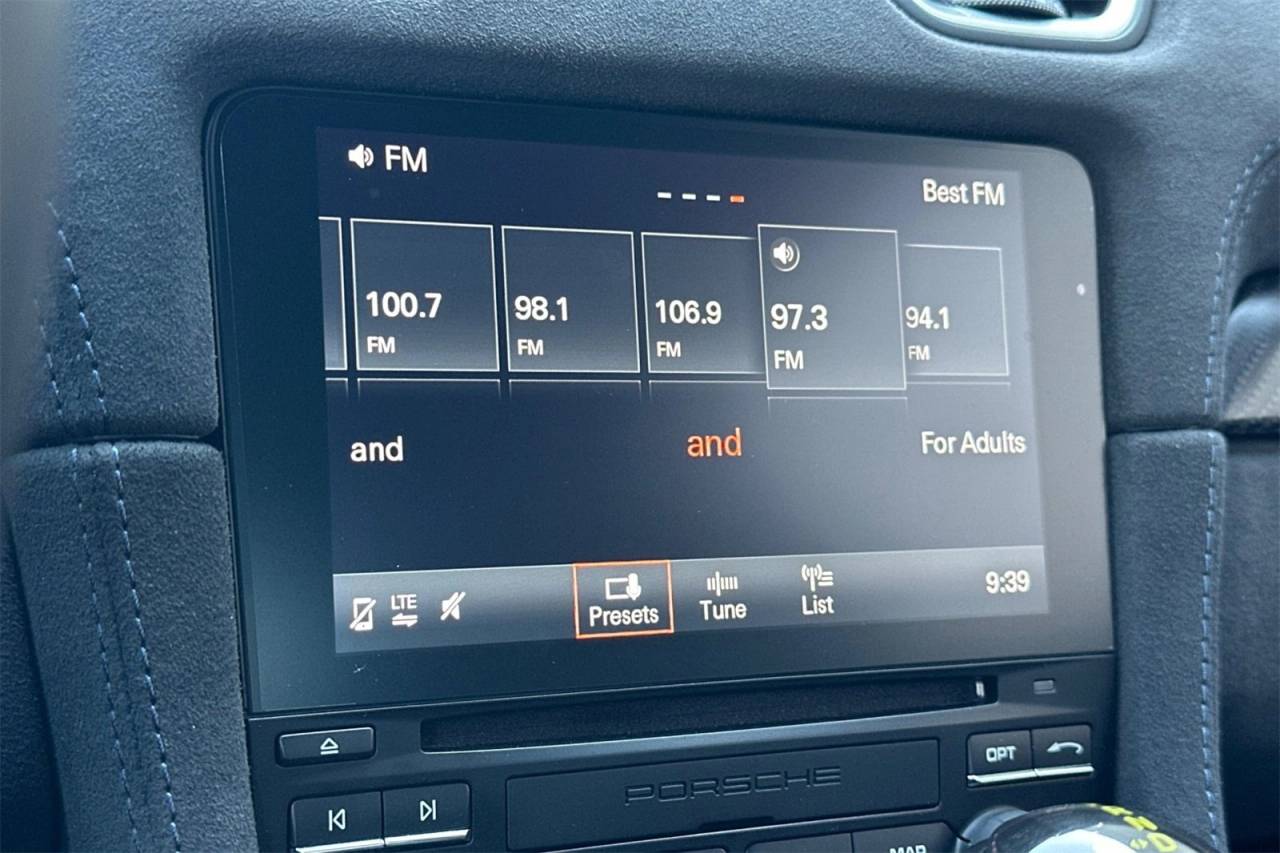 FM
Best FM
100.7 98.1 106.9 97.3 94.1
FM FM FM FM FM
and and For Adults
LTE
Presets Tune List 9:39
OPT
PORSCHE
MAP